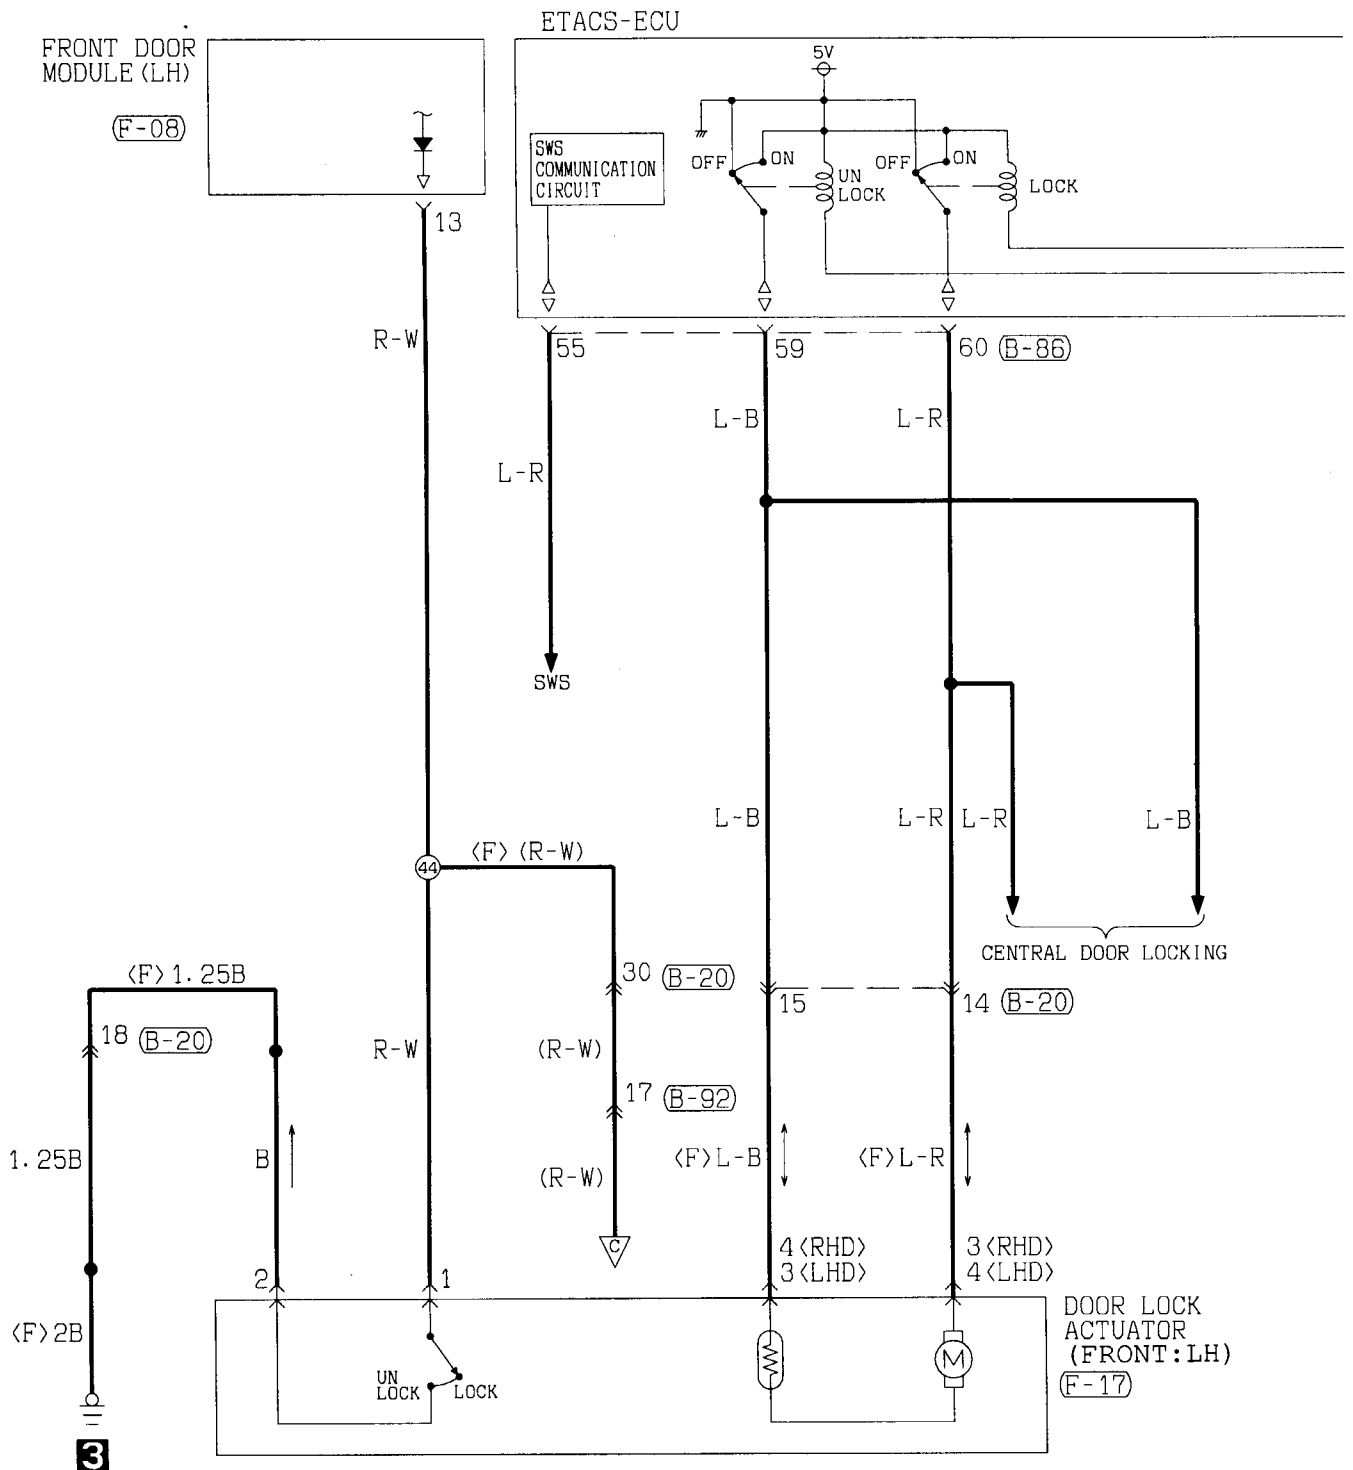 ETACS-ECU
FRONT DOOR
MODULE (LH)
(F-08)
5V
SWS
COMMUNICATION
CIRCUIT
OFF
ON
UN
LOCK
OFF
ON
LOCK
13
R-W
55
59
60 (B-86)
L-B
L-R
L-R
SWS
L-B
L-R
L-R
L-B
44
<F> (R-W)
CENTRAL DOOR LOCKING
<F>1.25B
30 (B-20)
15
14 (B-20)
18 (B-20)
R-W
(R-W)
17 (B-92)
1.25B
B
(R-W)
<F>L-B
<F>L-R
C
4<RHD>
3<LHD>
3<RHD>
4<LHD>
2
1
DOOR LOCK
ACTUATOR
(FRONT:LH)
(F-17)
<F>2B
UN
LOCK
LOCK
M
3